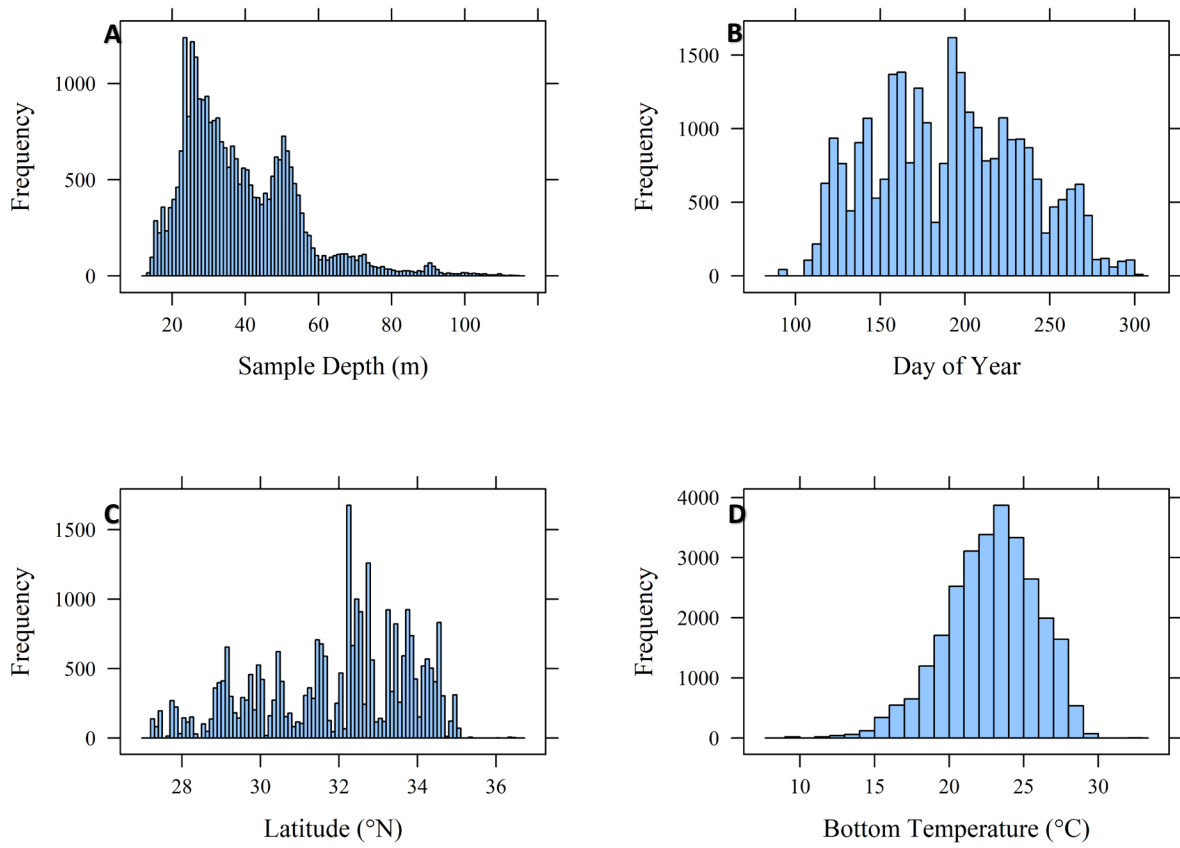 A
Frequency
1000
500
0
20 40 60 80 100
Sample Depth (m)
B
Frequency
1500
1000
500
0
100 150 200 250 300
Day of Year
C
Frequency
1500
1000
500
0
28 30 32 34 36
Latitude (°N)
D
Frequency
4000
3000
2000
1000
0
10 15 20 25 30
Bottom Temperature (°C)